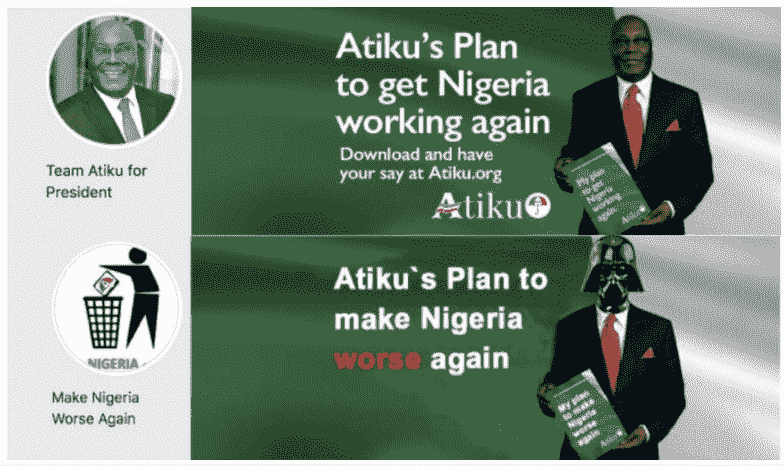 Team Atiku for
President
Atiku's Plan
to get Nigeria
working again
Download and have
your say at Atiku.org
Atiku
My plan
to get
Nigeria
working
again.
Atiku
NIGERIA
Make Nigeria
Worse Again
Atiku`s Plan to
make Nigeria
worse again
My plan
to make
Nigeria
worse
again
Atiku